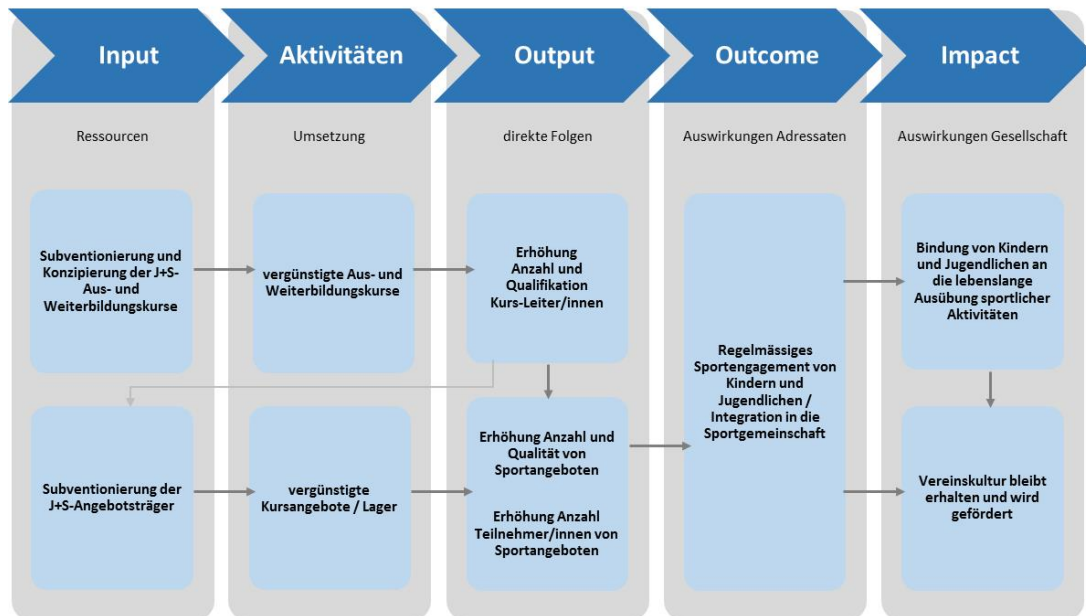 Input
Aktivitäten
Output
Outcome
Impact
Ressourcen
Umsetzung
direkte Folgen
Auswirkungen Adressaten
Auswirkungen Gesellschaft
Subventionierung und
Konzipierung der J+S-
Aus- und
Weiterbildungskurse
vergünstigte Aus- und
Weiterbildungskurse
Erhöhung
Anzahl und
Qualifikation
Kurs-Leiter/innen
Regelmässiges
Sportengagement von
Kindern und
Jugendlichen /
Integration in die
Sportgemeinschaft
Bindung von Kindern
und Jugendlichen an
die lebenslange
Ausübung sportlicher
Aktivitäten
Subventionierung der
J+S-Angebotsträger
vergünstigte
Kursangebote / Lager
Erhöhung Anzahl und
Qualität von
Sportangeboten
Erhöhung Anzahl
Teilnehmer/innen von
Sportangeboten
Vereinskultur bleibt
erhalten und wird
gefördert